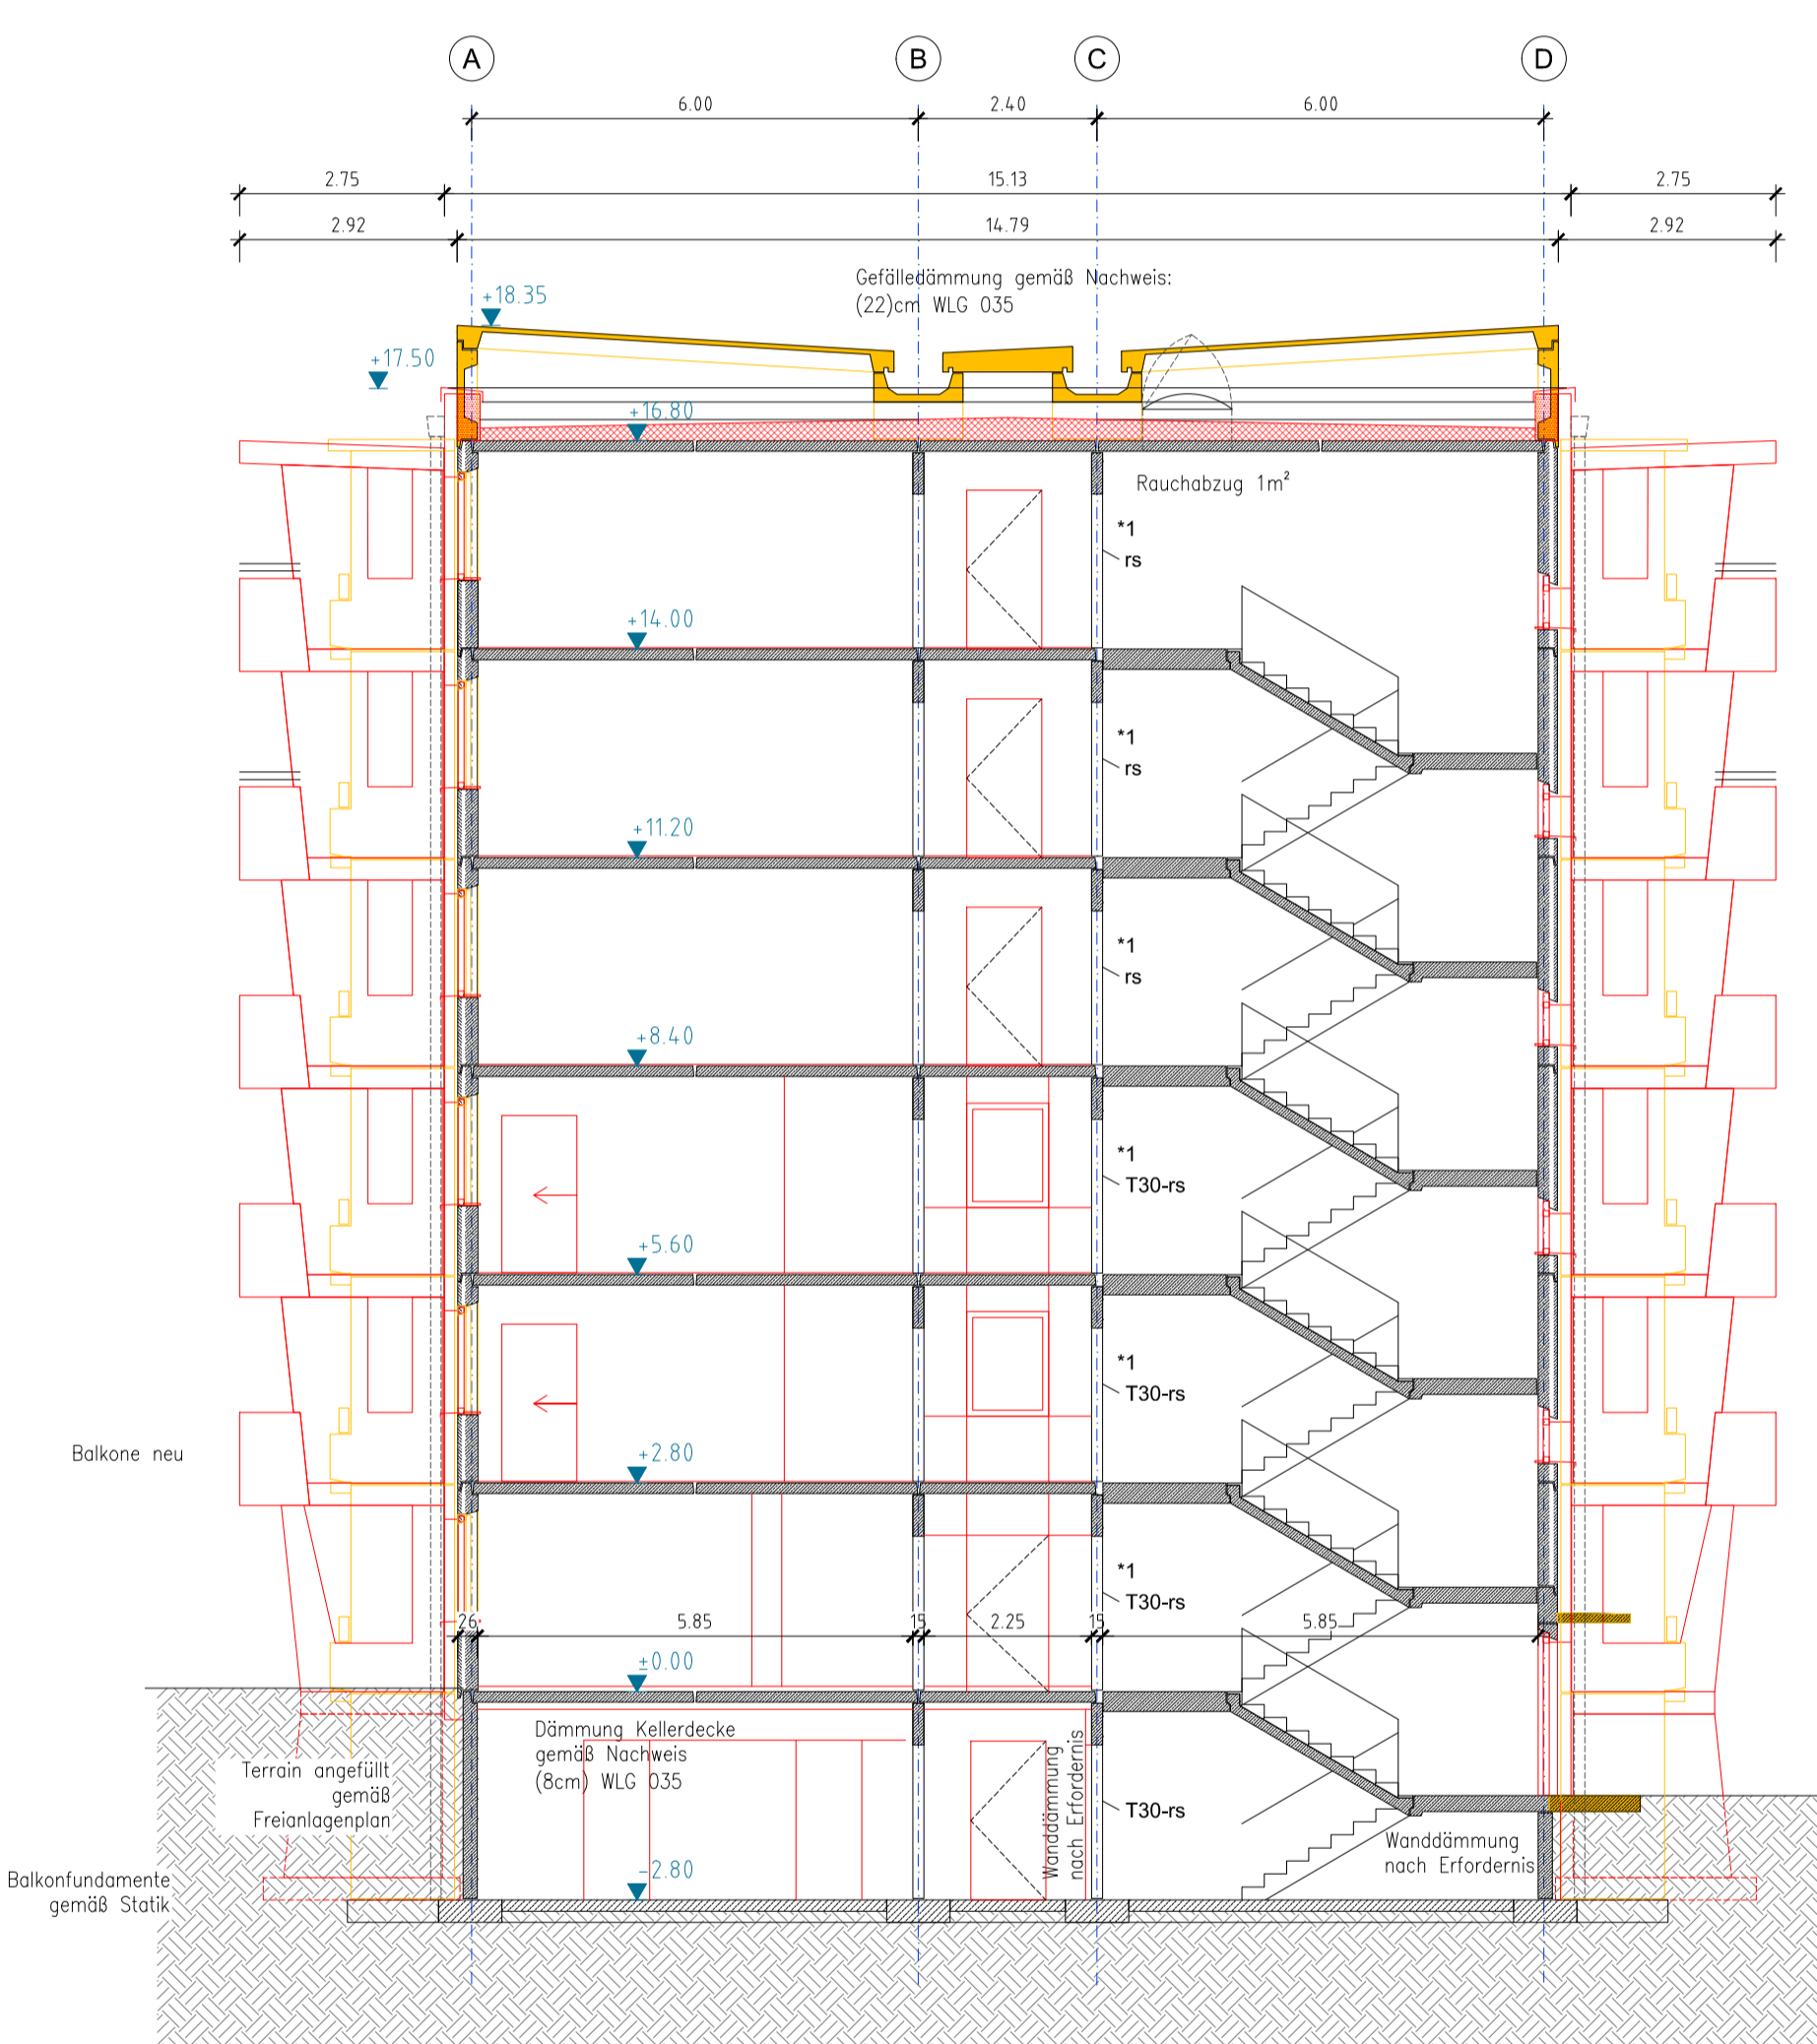 A
B
C
D
6.00
2.40
6.00
2.75
15.13
2.75
2.92
14.79
2.92
Gefälledämmung gemäß Nachweis:
(22)cm WLG 035
+18.35
+17.50
+16.80
Rauchabzug 1m²
*1
rs
+14.00
*1
rs
+11.20
*1
rs
+8.40
*1
T30-rs
+5.60
*1
T30-rs
+2.80
Balkone neu
*1
T30-rs
26
5.85
15
2.25
15
5.85
±0.00
Dämmung Kellerdecke
gemäß Nachweis
(8cm) WLG 035
Terrain angefüllt
gemäß
Freianlagenplan
Wanddämmung
nach Erfordernis
T30-rs
Wanddämmung
nach Erfordernis
-2.80
Balkonfundamente
gemäß Statik